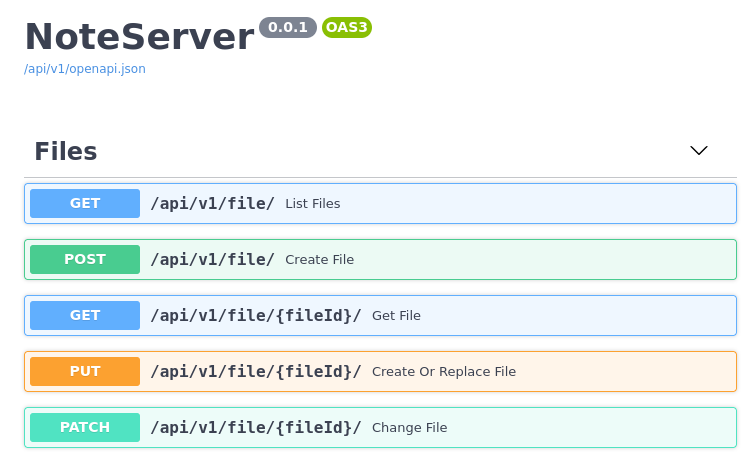 NoteServer 0.0.1 OAS3
/api/v1/openapi.json
Files
GET /api/v1/file/ List Files
POST /api/v1/file/ Create File
GET /api/v1/file/{fileId}/ Get File
PUT /api/v1/file/{fileId}/ Create Or Replace File
PATCH /api/v1/file/{fileId}/ Change File